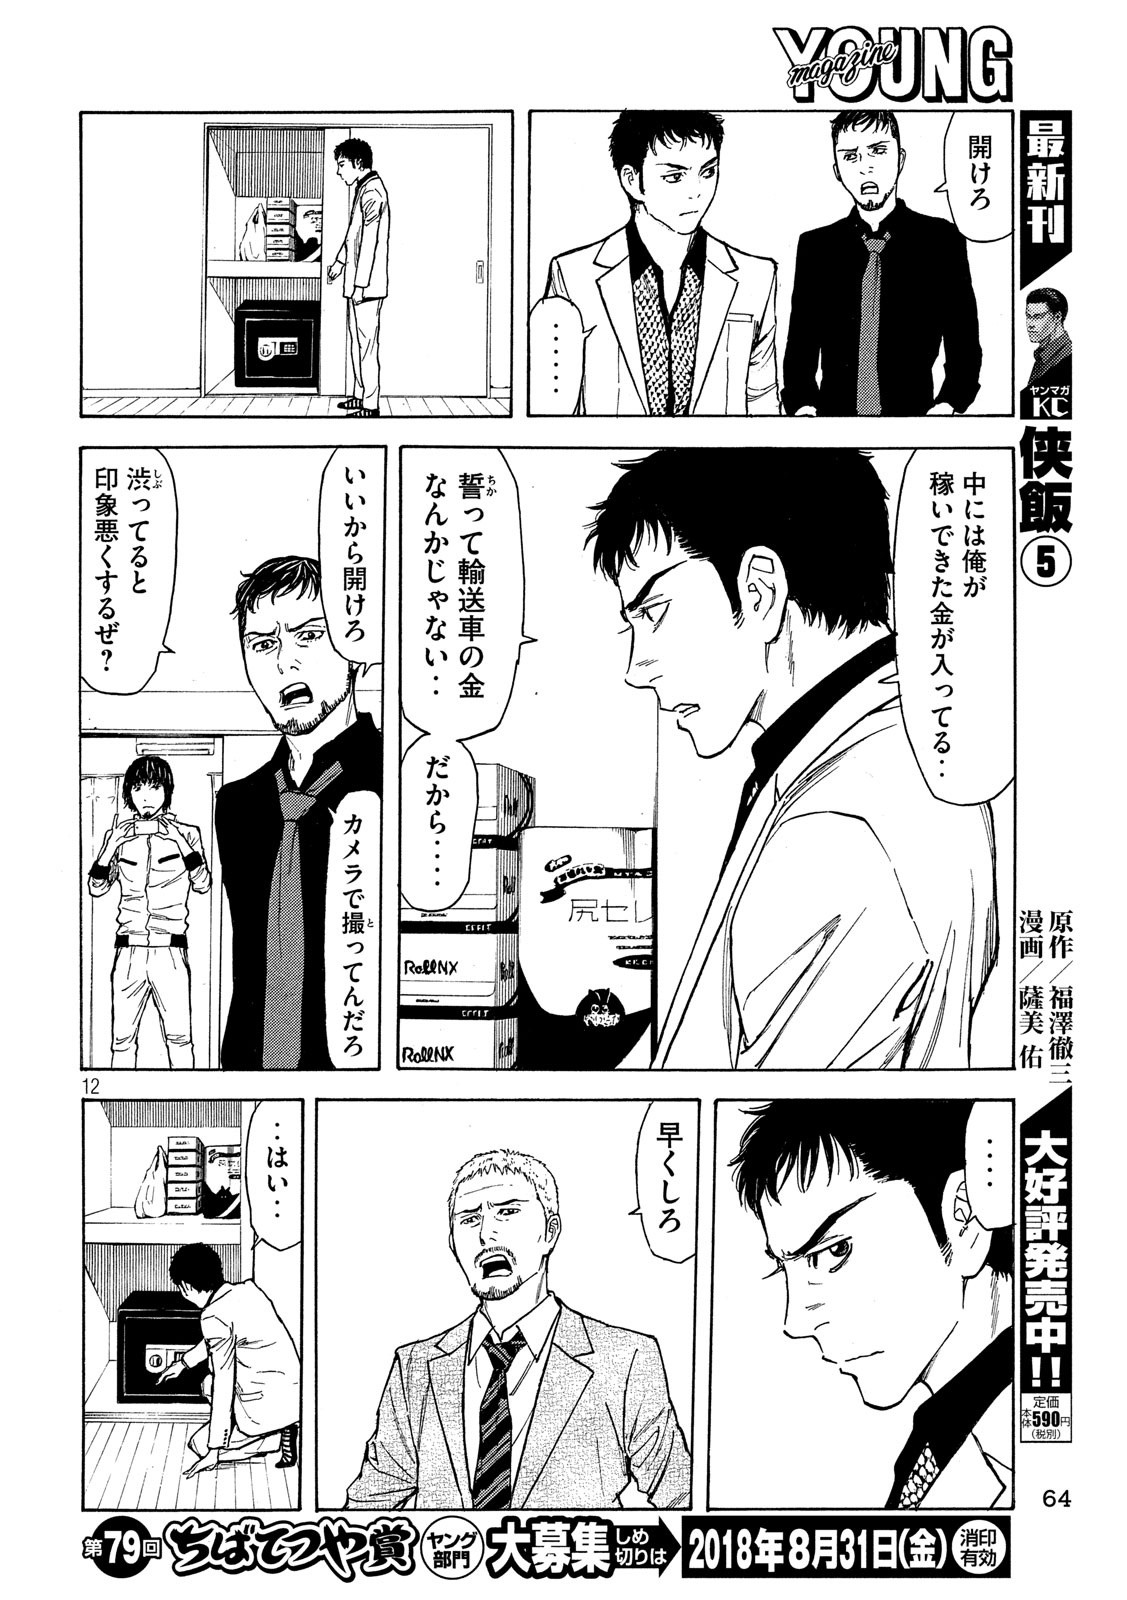 YOUNG
magazine
最新刊
ヤンマガ
KC
侠飯
5
原作/福澤徹三
漫画/薩美佑
大好評発売中!!
定価
本体590円
(税別)
開けろ
‥‥‥
中には俺が
稼いできた金が入ってる‥
誓って輸送車の金
なんかじゃない‥
だから‥‥
尻セレ
RollNX
RollNX
いいから開けろ
渋ってると
印象悪くするぜ?
カメラで撮ってんだろ
12
‥‥
早くしろ
‥はい‥
64
第79回
ちばてつや賞
ヤング
部門
大募集
しめ
切りは
2018年8月31日(金)
消印
有効